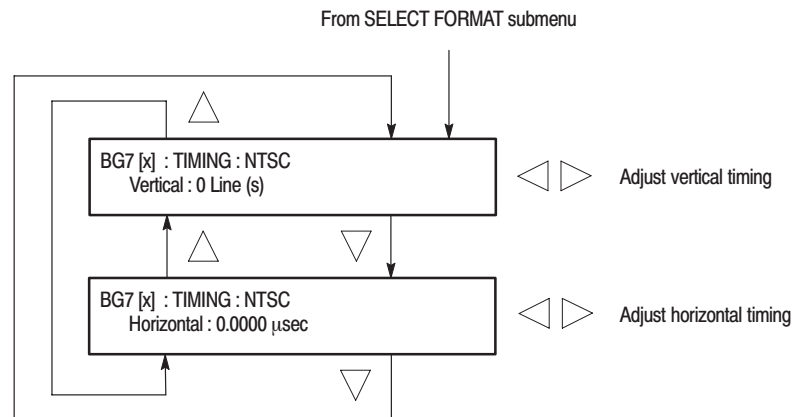 From SELECT FORMAT submenu
BG7 [x] : TIMING : NTSC
Vertical : 0 Line (s)
Adjust vertical timing
BG7 [x] : TIMING : NTSC
Horizontal : 0.0000 μsec
Adjust horizontal timing